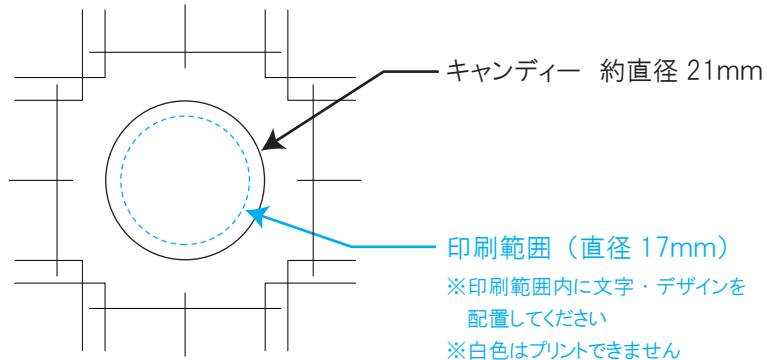 キャンディー 約直径 21mm
印刷範囲（直径 17mm）
※印刷範囲内に文字・デザインを
配置してください
※白色はプリントできません